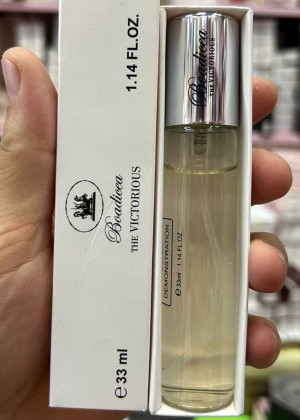 1.14 FL.OZ.
Boadicea
THE VICTORIOUS
℮33 ml
Boadicea
THE VICTORIOUS
DEMONSTRATION
℮33ml 1.14 FL.OZ